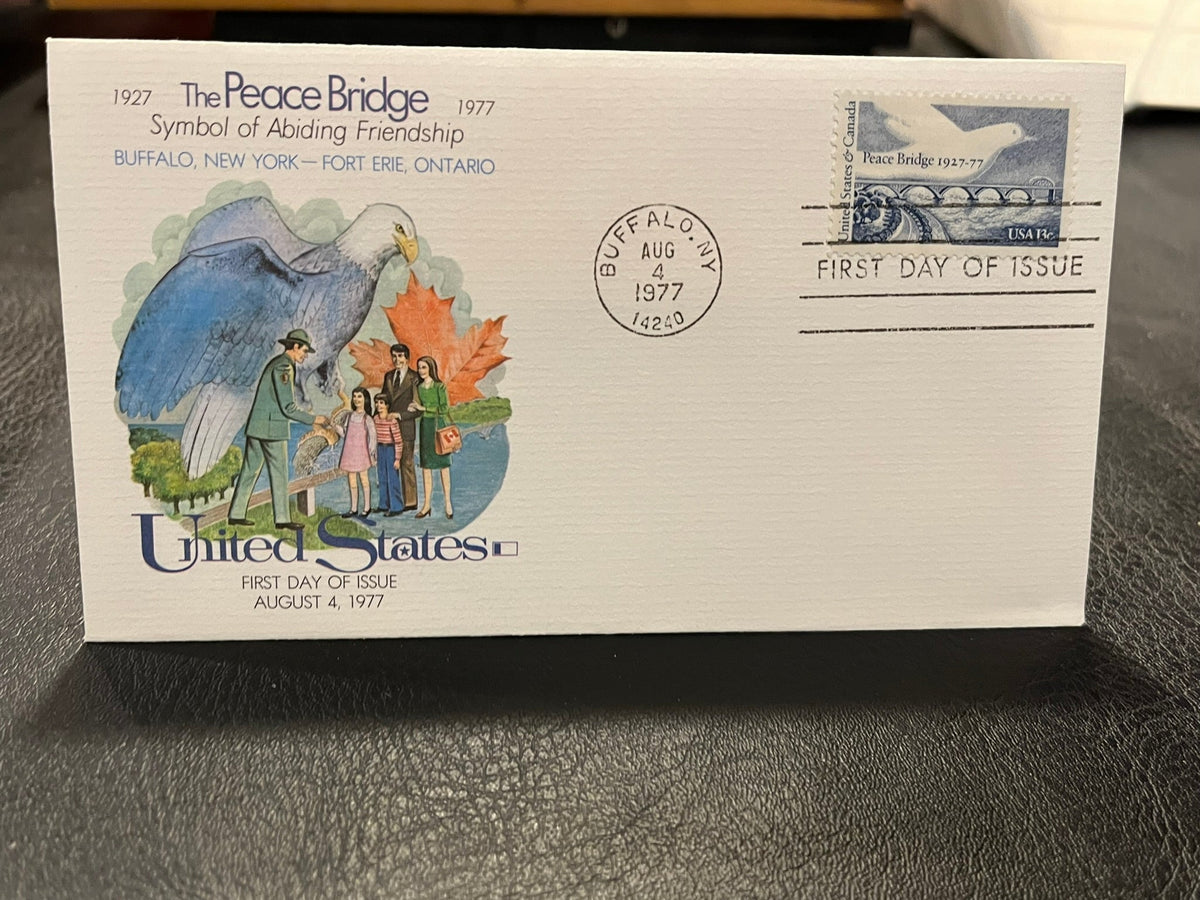 1927 The Peace Bridge 1977
Symbol of Abiding Friendship
BUFFALO, NEW YORK — FORT ERIE, ONTARIO
United States & Canada
Peace Bridge 1927-77
USA 13c
BUFFALO, NY
AUG
4
1977
14240
FIRST DAY OF ISSUE
United States
FIRST DAY OF ISSUE
AUGUST 4, 1977